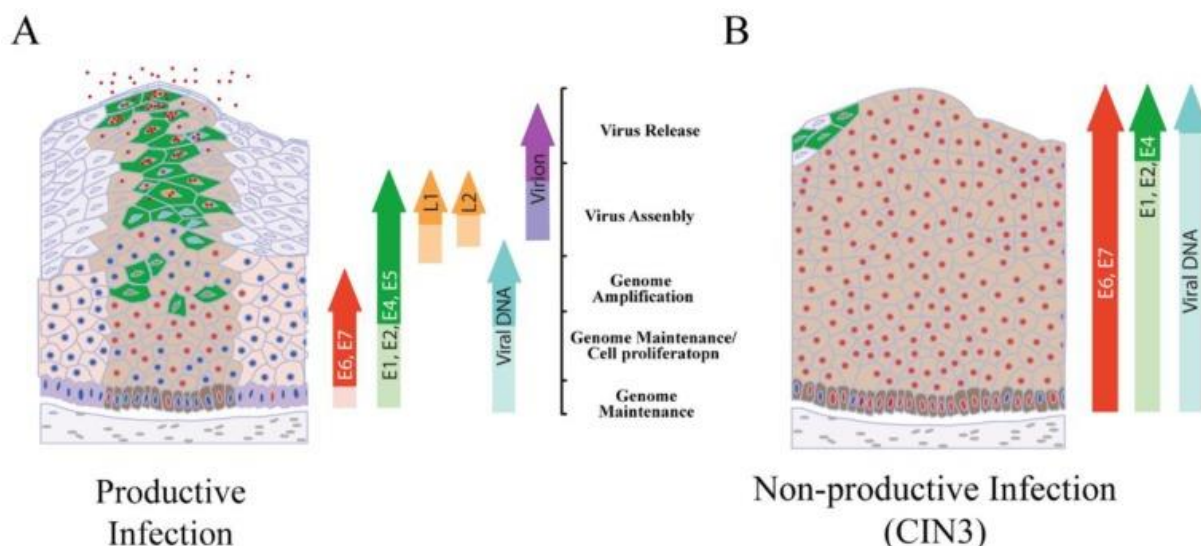 A
B
Virus Release
Virus Assenbly
Genome
Amplification
Genome Maintenance/
Cell proliferatopn
Genome
Maintenance
E6, E7
E1, E2, E4, E5
L1
L2
Viral DNA
Virion
E6, E7
E1, E2, E4
Viral DNA
Productive
Infection
Non-productive Infection
(CIN3)